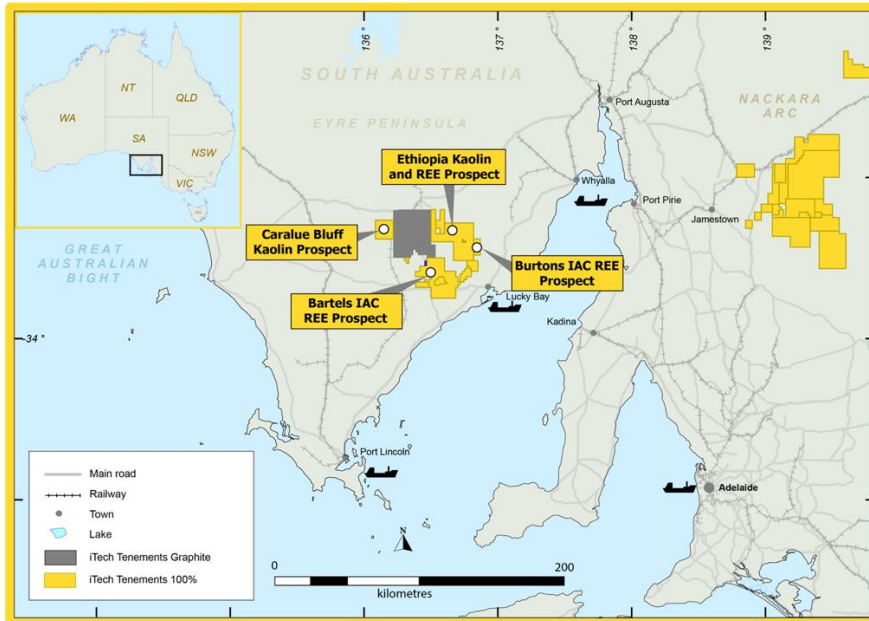 136 °
137 °
138 °
139 °
WA
NT
QLD
SA
NSW
VIC
TAS
SOUTH AUSTRALIA
EYRE PENINSULA
NACKARA
ARC
Port Augusta
Ethiopia Kaolin
and REE Prospect
Whyalla
Port Pirie
Jamestown
Caralue Bluff
Kaolin Prospect
GREAT
AUSTRALIAN
BIGHT
Burtons IAC REE
Prospect
Bartels IAC
REE Prospect
Lucky Bay
Kadina
-34 °
r
Port Lincoln
Adelaide
Main road
Railway
Town
Lake
iTech Tenements Graphite
iTech Tenements 100%
N
0
200
kilometres